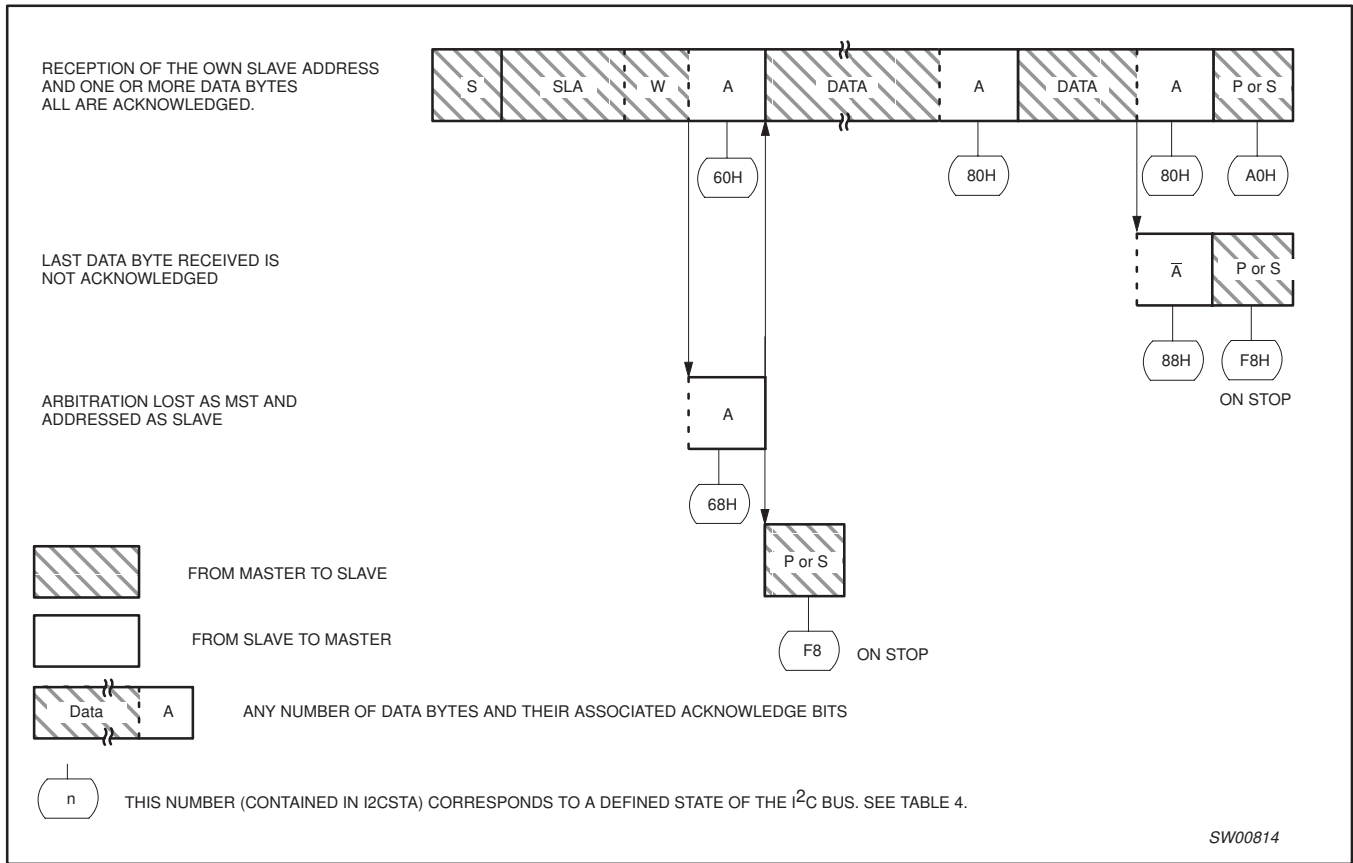 RECEPTION OF THE OWN SLAVE ADDRESS
AND ONE OR MORE DATA BYTES
ALL ARE ACKNOWLEDGED.
S SLA W A DATA A DATA A P or S
60H 80H 80H A0H
LAST DATA BYTE RECEIVED IS
NOT ACKNOWLEDGED
A̅ P or S
88H F8H
ON STOP
ARBITRATION LOST AS MST AND
ADDRESSED AS SLAVE
A
68H
P or S
F8 ON STOP
FROM MASTER TO SLAVE
FROM SLAVE TO MASTER
Data A ANY NUMBER OF DATA BYTES AND THEIR ASSOCIATED ACKNOWLEDGE BITS
n THIS NUMBER (CONTAINED IN I2CSTA) CORRESPONDS TO A DEFINED STATE OF THE I²C BUS. SEE TABLE 4.
SW00814